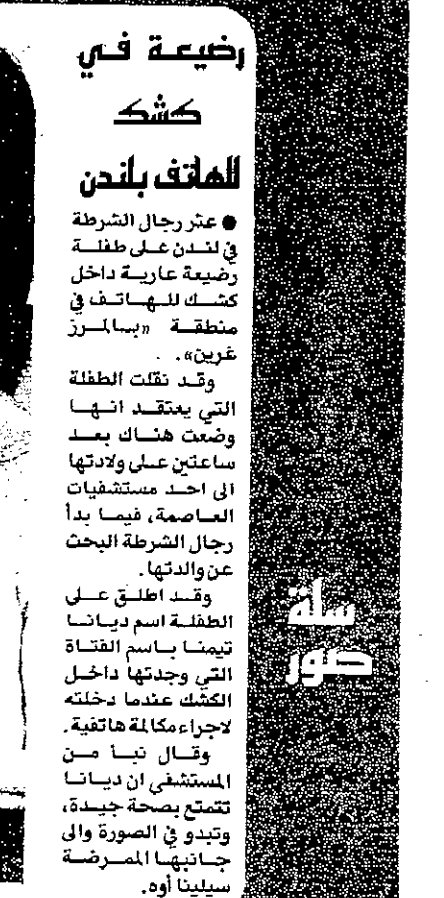 رضيعة في
كشك
للهاتف بلندن
● عثر رجال الشرطة
في لندن على طفلة
رضيعة عارية داخل
كشك للهاتف في
منطقة «بالمرز
غرين».
وقد نقلت الطفلة
التي يعتقد انها
وضعت هناك بعد
ساعتين على ولادتها
الى احد مستشفيات
العاصمة، فيما بدأ
رجال الشرطة البحث
عن والدتها.
وقد اطلق على
الطفلة اسم ديانا
تيمنا باسم الفتاة
التي وجدتها داخل
الكشك عندما دخلته
لاجراء مكالمة هاتفية.
وقال نبأ من
المستشفى ان ديانا
تتمتع بصحة جيدة،
وتبدو في الصورة والى
جانبها الممرضة
سيلينا أوه.
سلة
صور